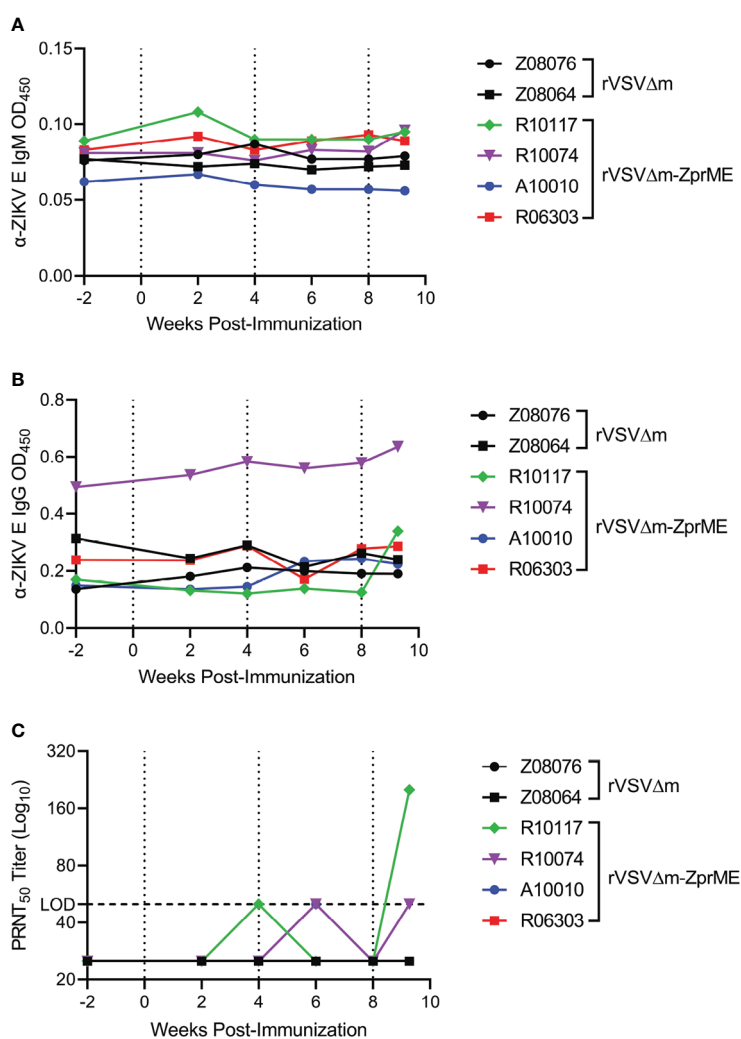 A
α-ZIKV E IgM OD450
0.15
0.10
0.05
0.00
-2 0 2 4 6 8 10
Weeks Post-Immunization
Z08076
Z08064
rVSVΔm
R10117
R10074
A10010
R06303
rVSVΔm-ZprME
B
α-ZIKV E IgG OD450
0.8
0.6
0.4
0.2
0.0
-2 0 2 4 6 8 10
Weeks Post-Immunization
Z08076
Z08064
rVSVΔm
R10117
R10074
A10010
R06303
rVSVΔm-ZprME
C
PRNT50 Titer (Log10)
320
160
80
LOD
40
20
-2 0 2 4 6 8 10
Weeks Post-Immunization
Z08076
Z08064
rVSVΔm
R10117
R10074
A10010
R06303
rVSVΔm-ZprME